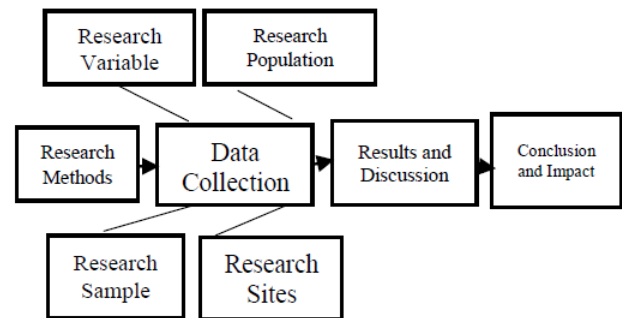 Research
Variable
Research
Population
Research
Methods
Data
Collection
Results and
Discussion
Conclusion
and Impact
Research
Sample
Research
Sites